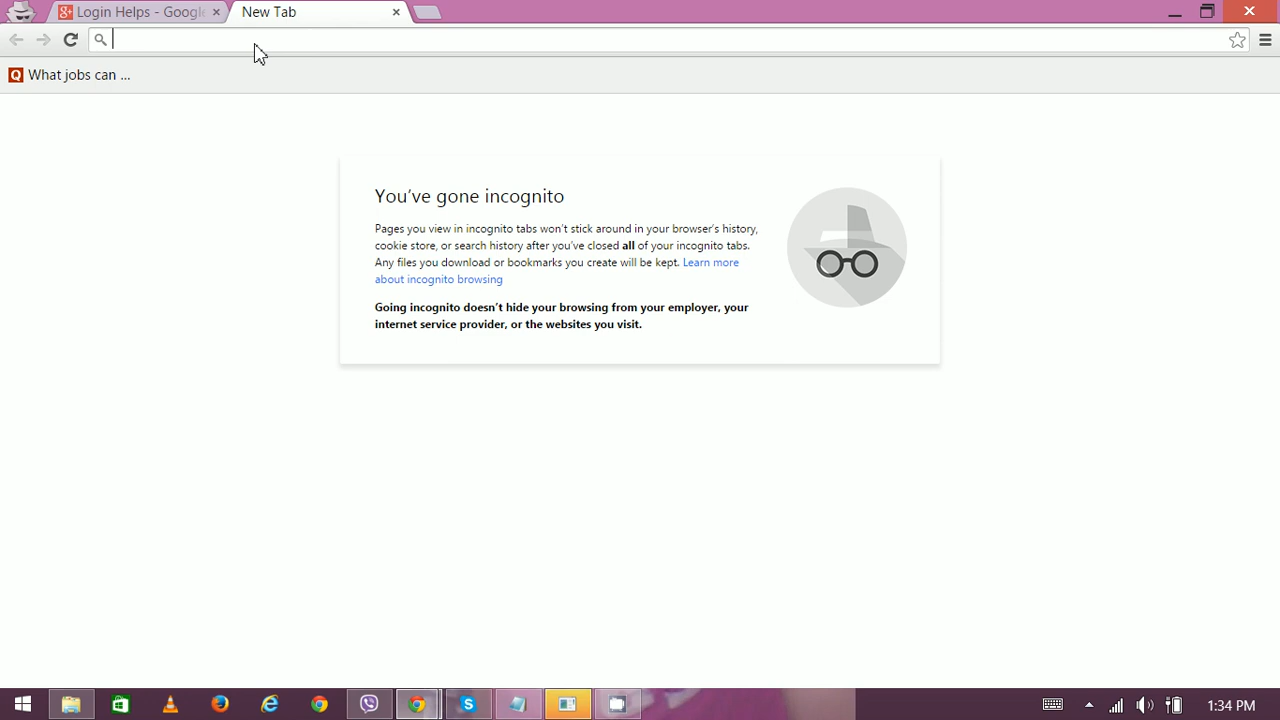 Login Helps - Google
New Tab
What jobs can ...
You've gone incognito
Pages you view in incognito tabs won't stick around in your browser's history,
cookie store, or search history after you've closed all of your incognito tabs.
Any files you download or bookmarks you create will be kept. Learn more
about incognito browsing
Going incognito doesn't hide your browsing from your employer, your
internet service provider, or the websites you visit.
1:34 PM